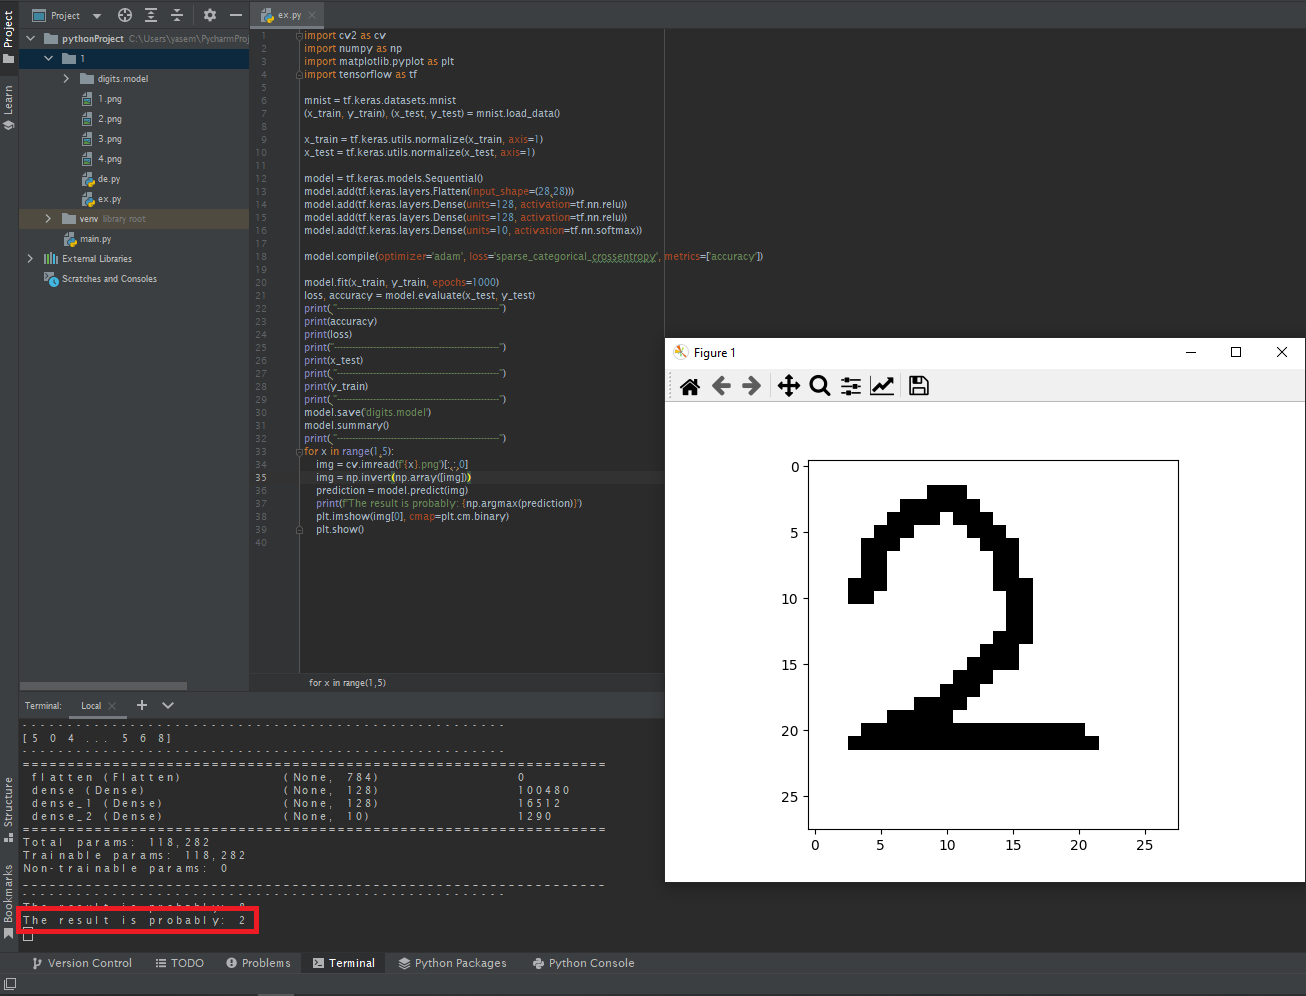 Project
ex.py
Project
Learn
Structure
Bookmarks
pythonProject C:\Users\yasem\PycharmProj
1
digits.model
1.png
2.png
3.png
4.png
de.py
ex.py
venv library root
main.py
External Libraries
Scratches and Consoles
1 import cv2 as cv
2 import numpy as np
3 import matplotlib.pyplot as plt
4 import tensorflow as tf
5
6 mnist = tf.keras.datasets.mnist
7 (x_train, y_train), (x_test, y_test) = mnist.load_data()
8
9 x_train = tf.keras.utils.normalize(x_train, axis=1)
10 x_test = tf.keras.utils.normalize(x_test, axis=1)
11
12 model = tf.keras.models.Sequential()
13 model.add(tf.keras.layers.Flatten(input_shape=(28,28)))
14 model.add(tf.keras.layers.Dense(units=128, activation=tf.nn.relu))
15 model.add(tf.keras.layers.Dense(units=128, activation=tf.nn.relu))
16 model.add(tf.keras.layers.Dense(units=10, activation=tf.nn.softmax))
17
18 model.compile(optimizer='adam', loss='sparse_categorical_crossentropy', metrics=['accuracy'])
19
20 model.fit(x_train, y_train, epochs=1000)
21 loss, accuracy = model.evaluate(x_test, y_test)
22 print("------------------------------------------------------")
23 print(accuracy)
24 print(loss)
25 print("------------------------------------------------------")
26 print(x_test)
27 print("------------------------------------------------------")
28 print(y_train)
29 print("------------------------------------------------------")
30 model.save('digits.model')
31 model.summary()
32 print("------------------------------------------------------")
33 for x in range(1,5):
34 img = cv.imread(f'{x}.png')[:,:,0]
35 img = np.invert(np.array([img]))
36 prediction = model.predict(img)
37 print(f'The result is probably: {np.argmax(prediction)}')
38 plt.imshow(img[0], cmap=plt.cm.binary)
39 plt.show()
40
for x in range(1,5)
Figure 1
0
5
10
15
20
25
0 5 10 15 20 25
Terminal: Local
------------------------------------------------------
[5 0 4 ... 5 6 8]
------------------------------------------------------
=================================================================
flatten (Flatten) (None, 784) 0
dense (Dense) (None, 128) 100480
dense_1 (Dense) (None, 128) 16512
dense_2 (Dense) (None, 10) 1290
=================================================================
Total params: 118,282
Trainable params: 118,282
Non-trainable params: 0
_________________________________________________________________
------------------------------------------------------
The result is probably:
The result is probably: 2
Version Control TODO Problems Terminal Python Packages Python Console